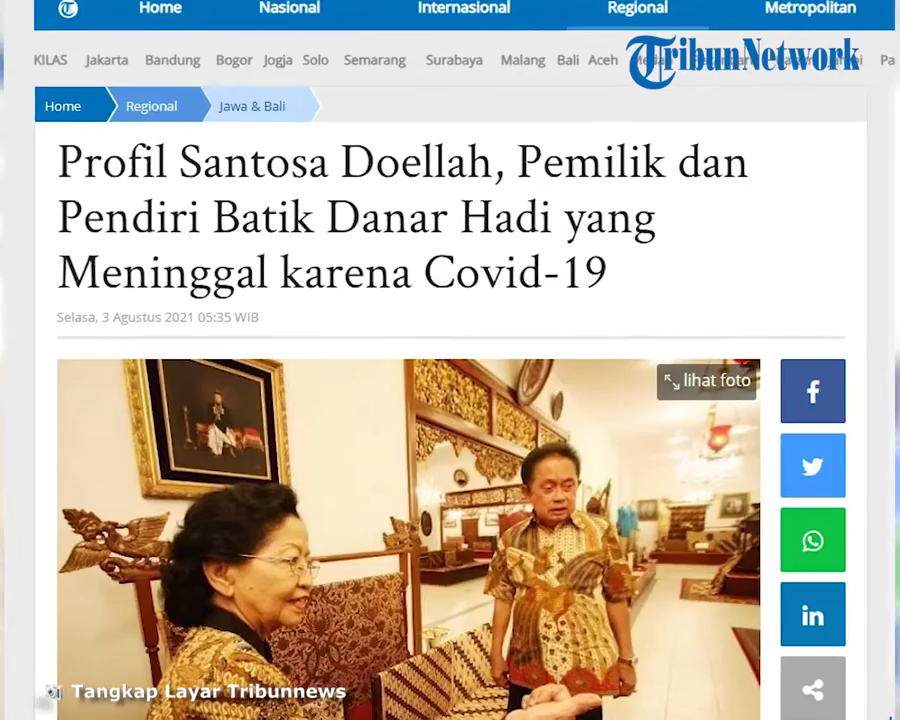 Home Nasional Internasional Regional Metropolitan
KILAS Jakarta Bandung Bogor Jogja Solo Semarang Surabaya Malang Bali Aceh Pa
TribunNetwork
Home Regional Jawa & Bali
Profil Santosa Doellah, Pemilik dan
Pendiri Batik Danar Hadi yang
Meninggal karena Covid-19
Selasa, 3 Agustus 2021 05:35 WIB
lihat foto
Tangkap Layar Tribunnews